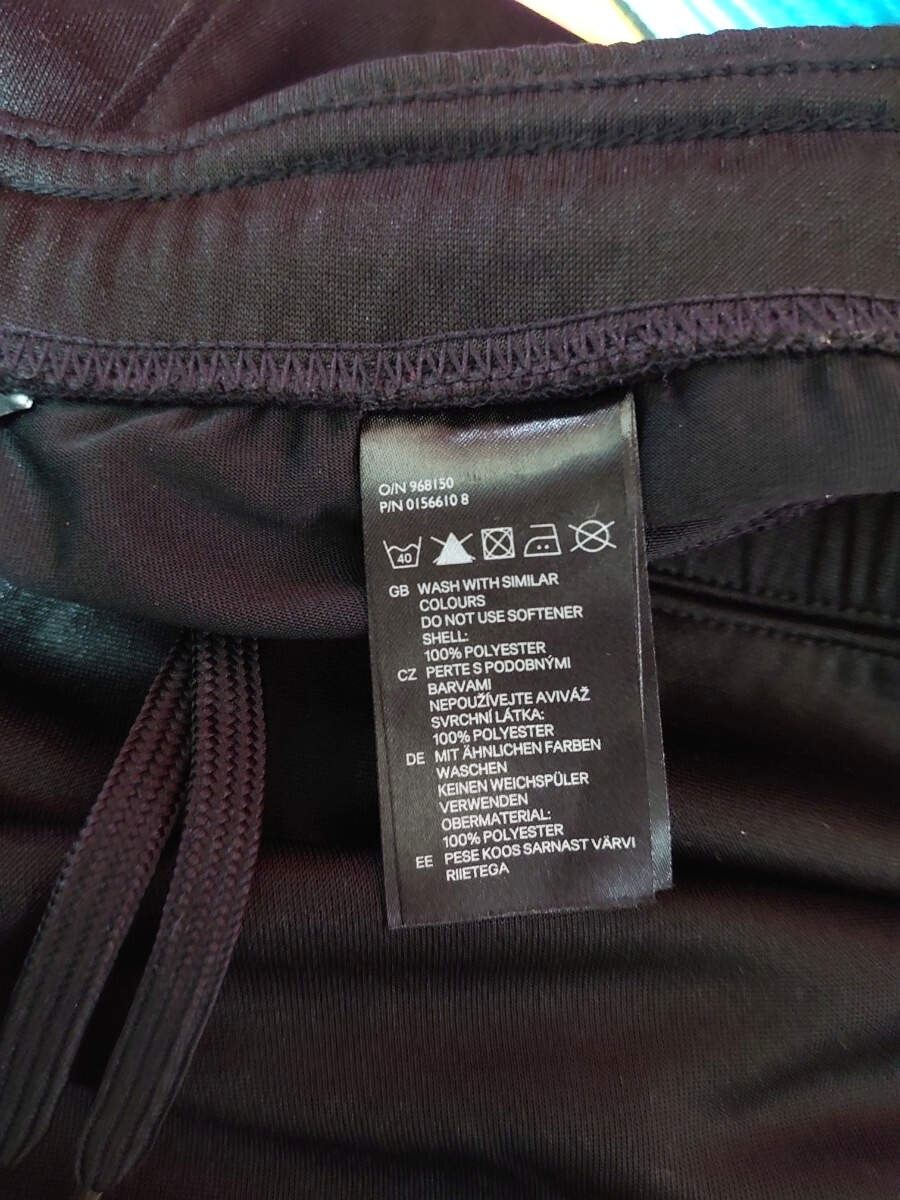 O/N 968150
P/N 0156610 8
40
GB WASH WITH SIMILAR
COLOURS
DO NOT USE SOFTENER
SHELL:
100% POLYESTER
CZ PERTE S PODOBNÝMI
BARVAMI
NEPOUŽÍVEJTE AVIVÁŽ
SVRCHNÍ LÁTKA:
100% POLYESTER
DE MIT ÄHNLICHEN FARBEN
WASCHEN
KEINEN WEICHSPÜLER
VERWENDEN
OBERMATERIAL:
100% POLYESTER
EE PESE KOOS SARNAST VÄRVI
RIIETEGA